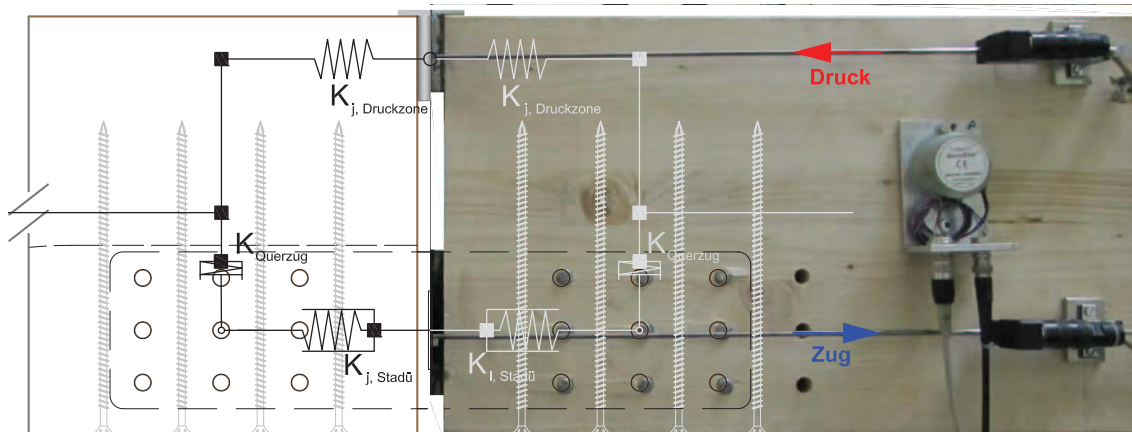 Druck
K j, Druckzone
K j, Druckzone
K Querzug
K Querzug
Zug
K j, Stadü
K l, Stadü